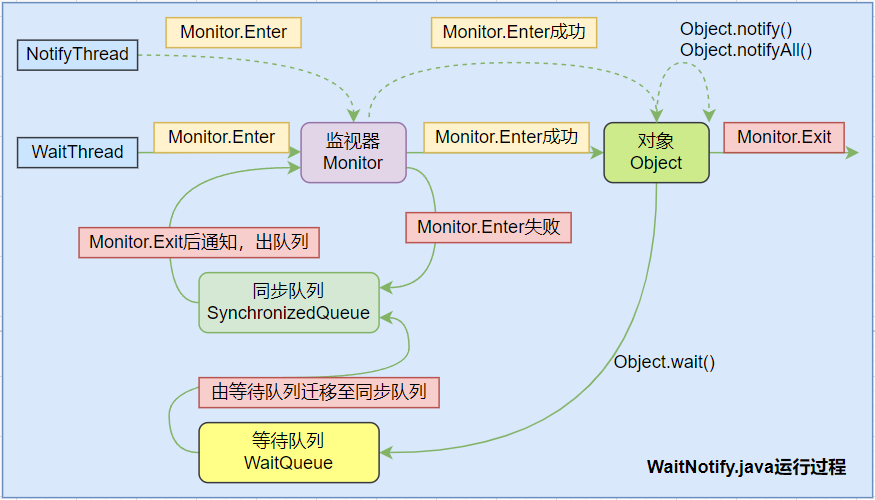 Monitor.Enter
Monitor.Enter成功
Object.notify()
Object.notifyAll()
NotifyThread
WaitThread
Monitor.Enter
监视器
Monitor
Monitor.Enter成功
对象
Object
Monitor.Exit
Monitor.Exit后通知，出队列
Monitor.Enter失败
同步队列
SynchronizedQueue
Object.wait()
由等待队列迁移至同步队列
等待队列
WaitQueue
WaitNotify.java运行过程